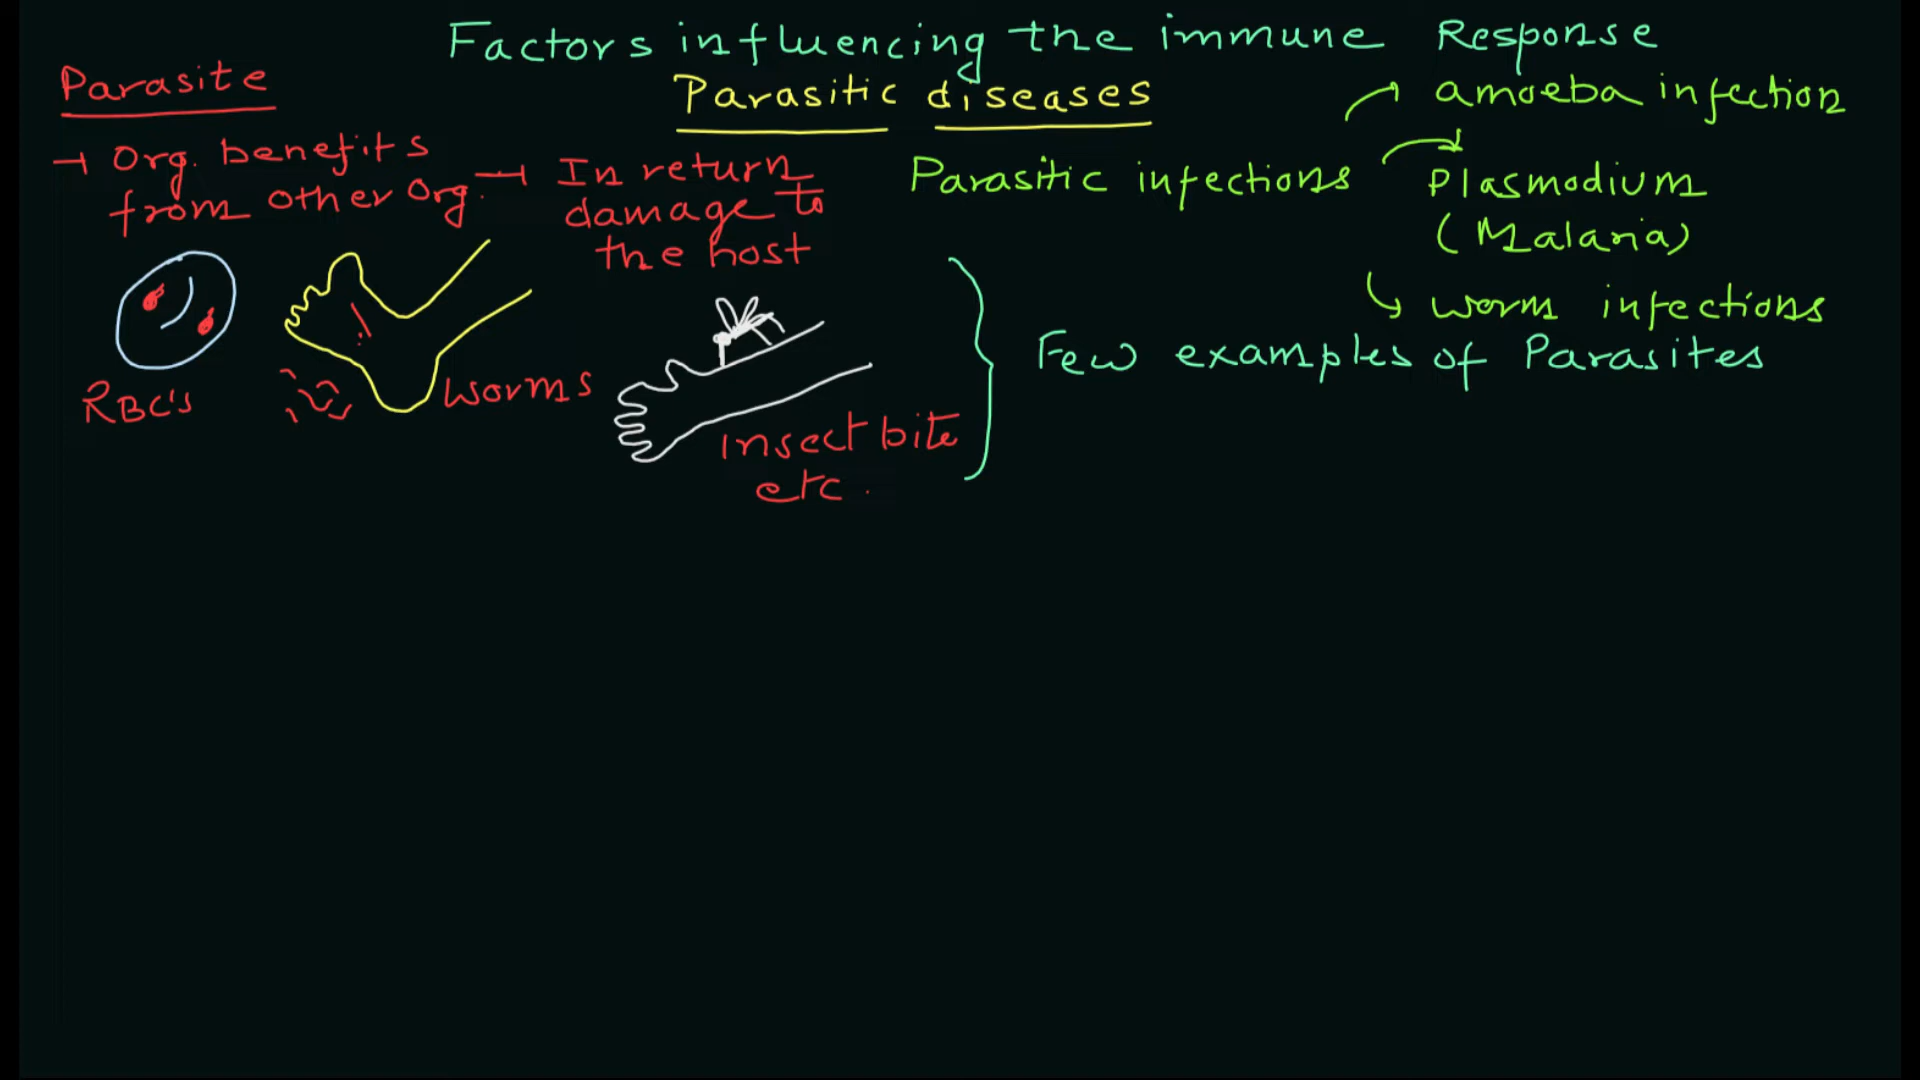 Factors influencing the immune Response
Parasitic diseases
Parasite
→ Org. benefits
from other Org.
→ In return
damage to
the host
Parasitic infections
amoeba infection
Plasmodium
(Malaria)
worm infections
RBC's
Worms
Insect bite
etc.
Few examples of Parasites